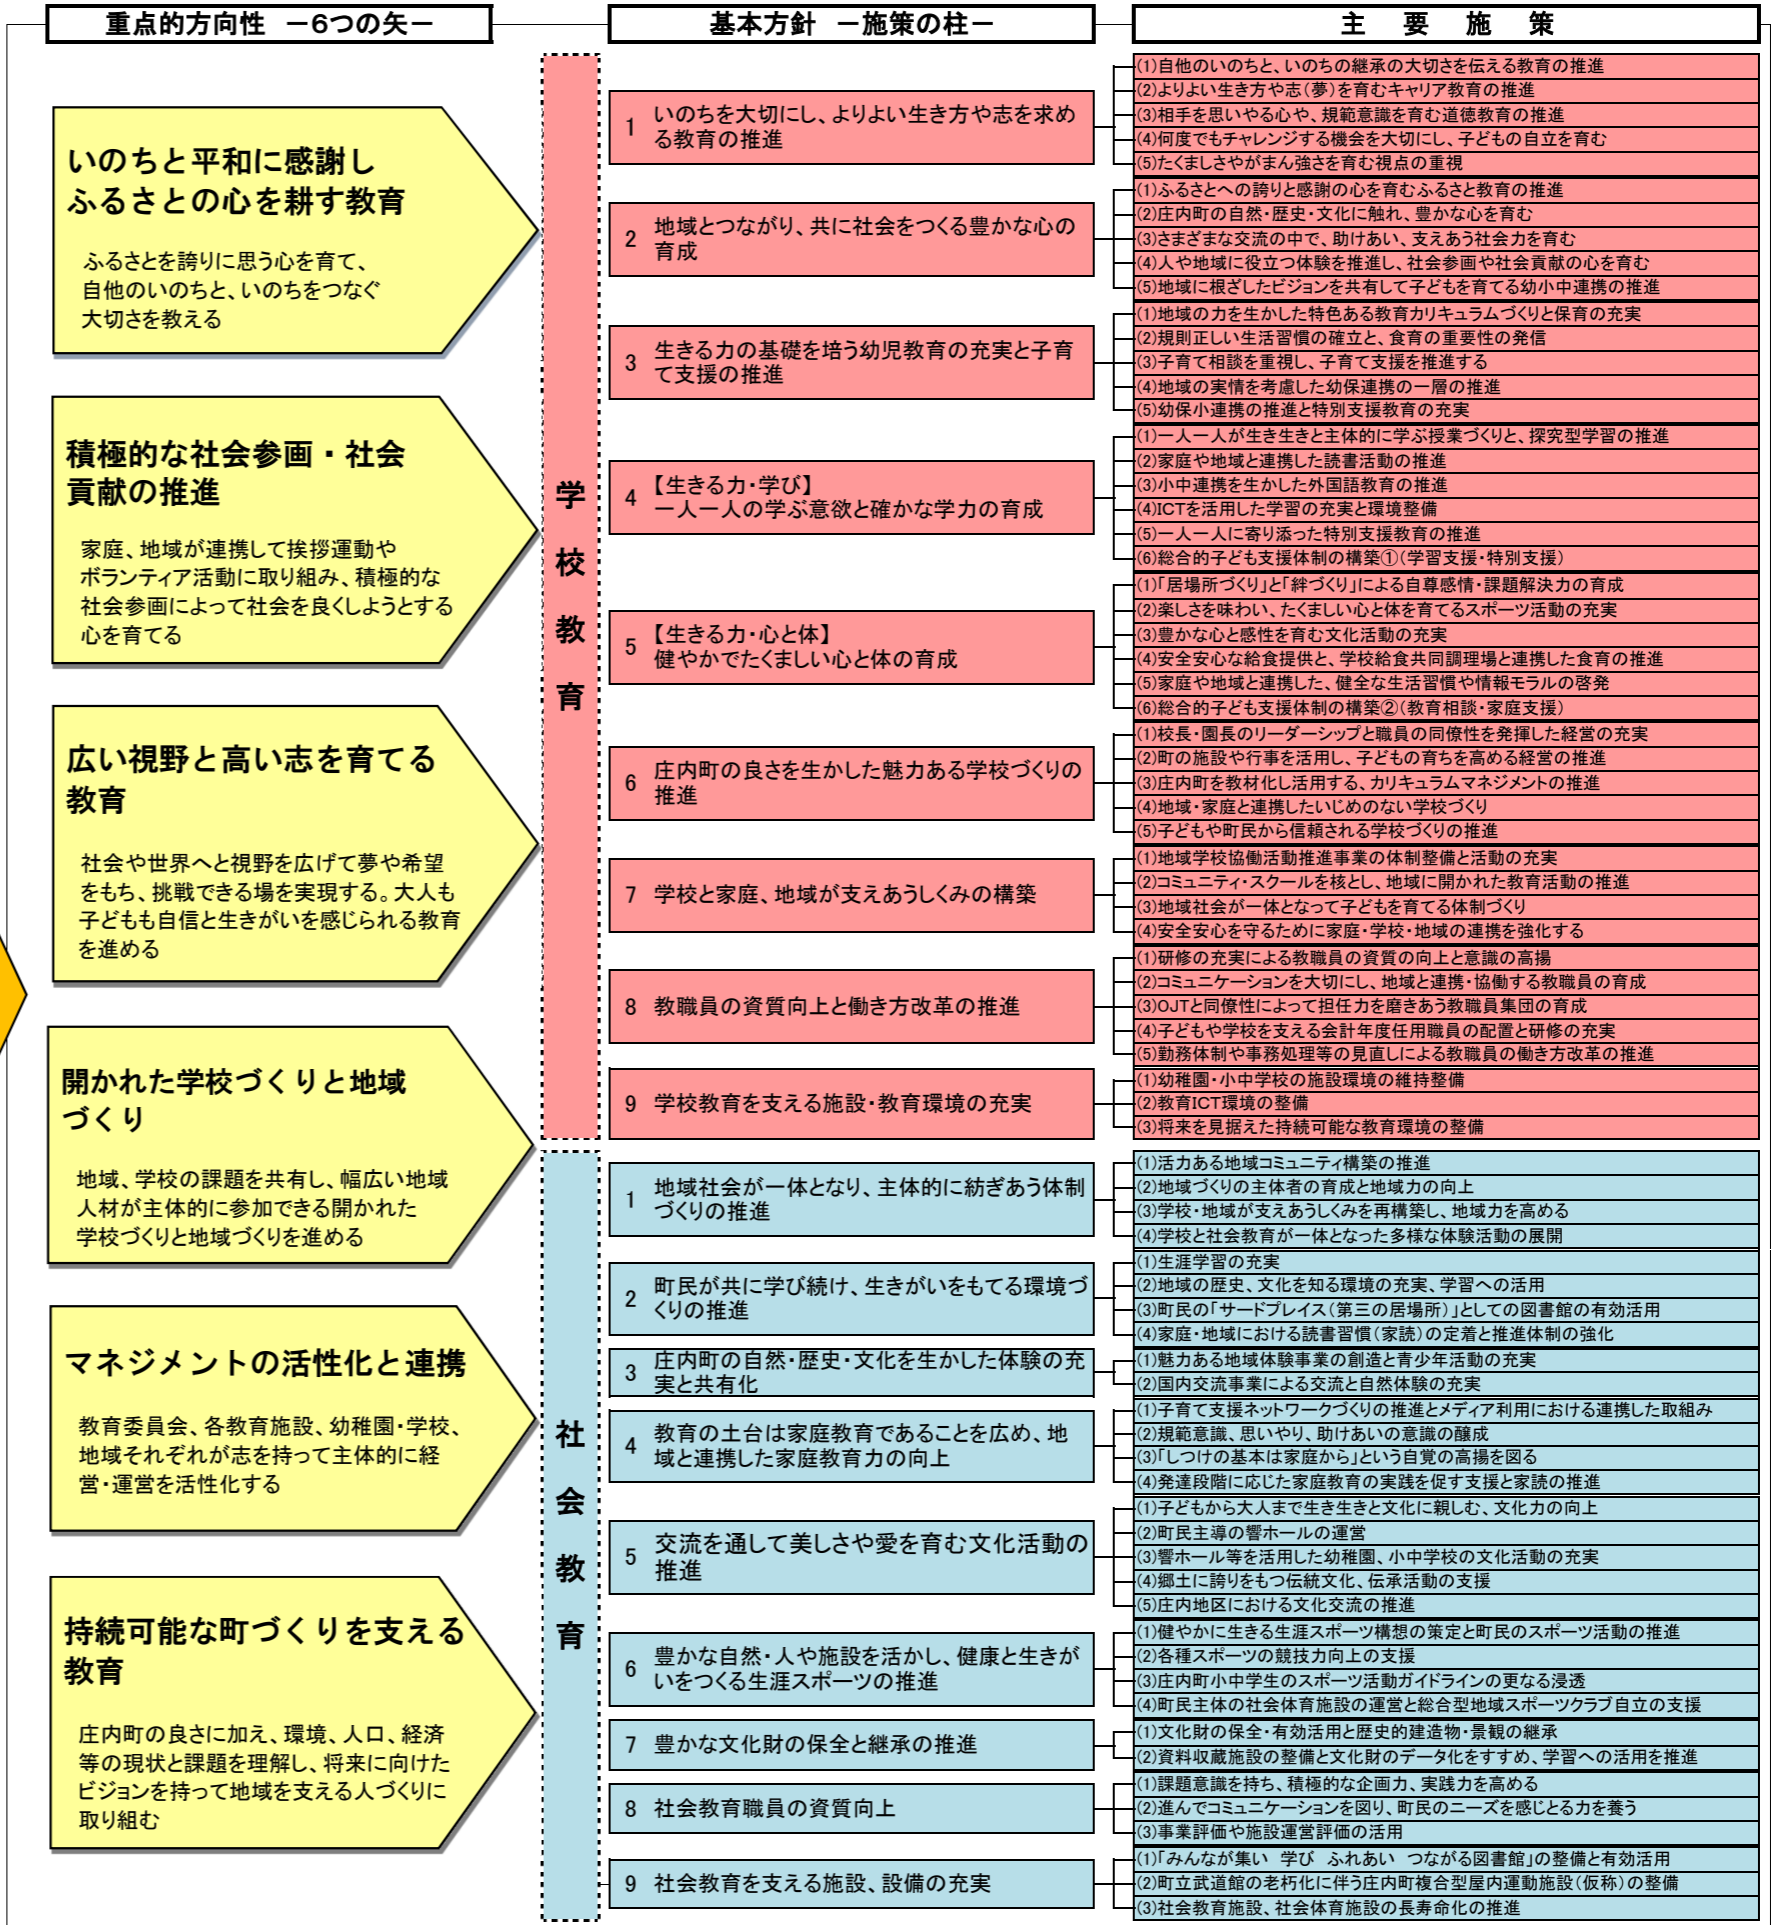 重点的方向性 －6つの矢－
基本方針 －施策の柱－
主要施策
いのちと平和に感謝し
ふるさとの心を耕す教育
ふるさとを誇りに思う心を育て、
自他のいのちと、いのちをつなぐ
大切さを教える
積極的な社会参画・社会
貢献の推進
家庭、地域が連携して挨拶運動や
ボランティア活動に取り組み、積極的な
社会参画によって社会を良くしようとする
心を育てる
広い視野と高い志を育てる
教育
社会や世界へと視野を広げて夢や希望
をもち、挑戦できる場を実現する。大人も
子どもも自信と生きがいを感じられる教育
を進める
開かれた学校づくりと地域
づくり
地域、学校の課題を共有し、幅広い地域
人材が主体的に参加できる開かれた
学校づくりと地域づくりを進める
マネジメントの活性化と連携
教育委員会、各教育施設、幼稚園・学校、
地域それぞれが志を持って主体的に経
営・運営を活性化する
持続可能な町づくりを支える
教育
庄内町の良さに加え、環境、人口、経済
等の現状と課題を理解し、将来に向けた
ビジョンを持って地域を支える人づくりに
取り組む
学校教育
1 いのちを大切にし、よりよい生き方や志を求め
る教育の推進
(1)自他のいのちと、いのちの継承の大切さを伝える教育の推進
(2)よりよい生き方や志(夢)を育むキャリア教育の推進
(3)相手を思いやる心や、規範意識を育む道徳教育の推進
(4)何度でもチャレンジする機会を大切にし、子どもの自立を育む
(5)たくましさやがまん強さを育む視点の重視
2 地域とつながり、共に社会をつくる豊かな心の
育成
(1)ふるさとへの誇りと感謝の心を育むふるさと教育の推進
(2)庄内町の自然・歴史・文化に触れ、豊かな心を育む
(3)さまざまな交流の中で、助けあい、支えあう社会力を育む
(4)人や地域に役立つ体験を推進し、社会参画や社会貢献の心を育む
(5)地域に根ざしたビジョンを共有して子どもを育てる幼小中連携の推進
3 生きる力の基礎を培う幼児教育の充実と子育
て支援の推進
(1)地域の力を生かした特色ある教育カリキュラムづくりと保育の充実
(2)規則正しい生活習慣の確立と、食育の重要性の発信
(3)子育て相談を重視し、子育て支援を推進する
(4)地域の実情を考慮した幼保連携の一層の推進
(5)幼保小連携の推進と特別支援教育の充実
4 【生きる力・学び】
一人一人の学ぶ意欲と確かな学力の育成
(1)一人一人が生き生きと主体的に学ぶ授業づくりと、探究型学習の推進
(2)家庭や地域と連携した読書活動の推進
(3)小中連携を生かした外国語教育の推進
(4)ICTを活用した学習の充実と環境整備
(5)一人一人に寄り添った特別支援教育の推進
(6)総合的子ども支援体制の構築①(学習支援・特別支援)
5 【生きる力・心と体】
健やかでたくましい心と体の育成
(1)「居場所づくり」と「絆づくり」による自尊感情・課題解決力の育成
(2)楽しさを味わい、たくましい心と体を育てるスポーツ活動の充実
(3)豊かな心と感性を育む文化活動の充実
(4)安全安心な給食提供と、学校給食共同調理場と連携した食育の推進
(5)家庭や地域と連携した、健全な生活習慣や情報モラルの啓発
(6)総合的子ども支援体制の構築②(教育相談・家庭支援)
6 庄内町の良さを生かした魅力ある学校づくりの
推進
(1)校長・園長のリーダーシップと職員の同僚性を発揮した経営の充実
(2)町の施設や行事を活用し、子どもの育ちを高める経営の推進
(3)庄内町を教材化し活用する、カリキュラムマネジメントの推進
(4)地域・家庭と連携したいじめのない学校づくり
(5)子どもや町民から信頼される学校づくりの推進
7 学校と家庭、地域が支えあうしくみの構築
(1)地域学校協働活動推進事業の体制整備と活動の充実
(2)コミュニティ・スクールを核とし、地域に開かれた教育活動の推進
(3)地域社会が一体となって子どもを育てる体制づくり
(4)安全安心を守るために家庭・学校・地域の連携を強化する
8 教職員の資質向上と働き方改革の推進
(1)研修の充実による教職員の資質の向上と意識の高揚
(2)コミュニケーションを大切にし、地域と連携・協働する教職員の育成
(3)OJTと同僚性によって担任力を磨きあう教職員集団の育成
(4)子どもや学校を支える会計年度任用職員の配置と研修の充実
(5)勤務体制や事務処理等の見直しによる教職員の働き方改革の推進
9 学校教育を支える施設・教育環境の充実
(1)幼稚園・小中学校の施設環境の維持整備
(2)教育ICT環境の整備
(3)将来を見据えた持続可能な教育環境の整備
社会教育
1 地域社会が一体となり、主体的に紡ぎあう体制
づくりの推進
(1)活力ある地域コミュニティ構築の推進
(2)地域づくりの主体者の育成と地域力の向上
(3)学校・地域が支えあうしくみを再構築し、地域力を高める
(4)学校と社会教育が一体となった多様な体験活動の展開
2 町民が共に学び続け、生きがいをもてる環境づ
くりの推進
(1)生涯学習の充実
(2)地域の歴史、文化を知る環境の充実、学習への活用
(3)町民の「サードプレイス(第三の居場所)」としての図書館の有効活用
(4)家庭・地域における読書習慣(家読)の定着と推進体制の強化
3 庄内町の自然・歴史・文化を生かした体験の充
実と共有化
(1)魅力ある地域体験事業の創造と青少年活動の充実
(2)国内交流事業による交流と自然体験の充実
4 教育の土台は家庭教育であることを広め、地
域と連携した家庭教育力の向上
(1)子育て支援ネットワークづくりの推進とメディア利用における連携した取組み
(2)規範意識、思いやり、助けあいの意識の醸成
(3)「しつけの基本は家庭から」という自覚の高揚を図る
(4)発達段階に応じた家庭教育の実践を促す支援と家読の推進
5 交流を通して美しさや愛を育む文化活動の
推進
(1)子どもから大人まで生き生きと文化に親しむ、文化力の向上
(2)町民主導の響ホールの運営
(3)響ホール等を活用した幼稚園、小中学校の文化活動の充実
(4)郷土に誇りをもつ伝統文化、伝承活動の支援
(5)庄内地区における文化交流の推進
6 豊かな自然・人や施設を活かし、健康と生きが
いをつくる生涯スポーツの推進
(1)健やかに生きる生涯スポーツ構想の策定と町民のスポーツ活動の推進
(2)各種スポーツの競技力向上の支援
(3)庄内町小中学生のスポーツ活動ガイドラインの更なる浸透
(4)町民主体の社会体育施設の運営と総合型地域スポーツクラブ自立の支援
7 豊かな文化財の保全と継承の推進
(1)文化財の保全・有効活用と歴史的建造物・景観の継承
(2)資料収蔵施設の整備と文化財のデータ化をすすめ、学習への活用を推進
8 社会教育職員の資質向上
(1)課題意識を持ち、積極的な企画力、実践力を高める
(2)進んでコミュニケーションを図り、町民のニーズを感じとる力を養う
(3)事業評価や施設運営評価の活用
9 社会教育を支える施設、設備の充実
(1)「みんなが集い 学び ふれあい つながる図書館」の整備と有効活用
(2)町立武道館の老朽化に伴う庄内町複合型屋内運動施設(仮称)の整備
(3)社会教育施設、社会体育施設の長寿命化の推進